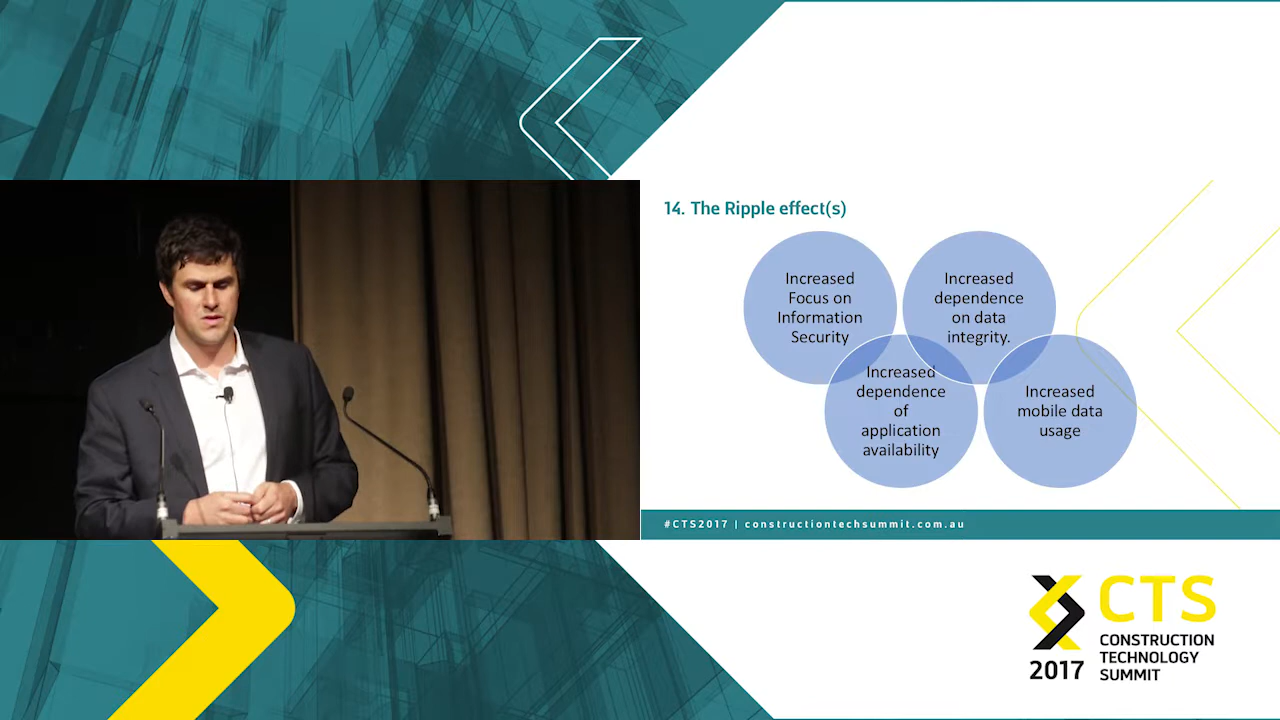 14. The Ripple effect(s)
Increased
Focus on
Information
Security
Increased
dependence
on data
integrity.
Increased
dependence
of
application
availability
Increased
mobile data
usage
#CTS2017 | constructiontechsummit.com.au
CTS
CONSTRUCTION
TECHNOLOGY
SUMMIT
2017